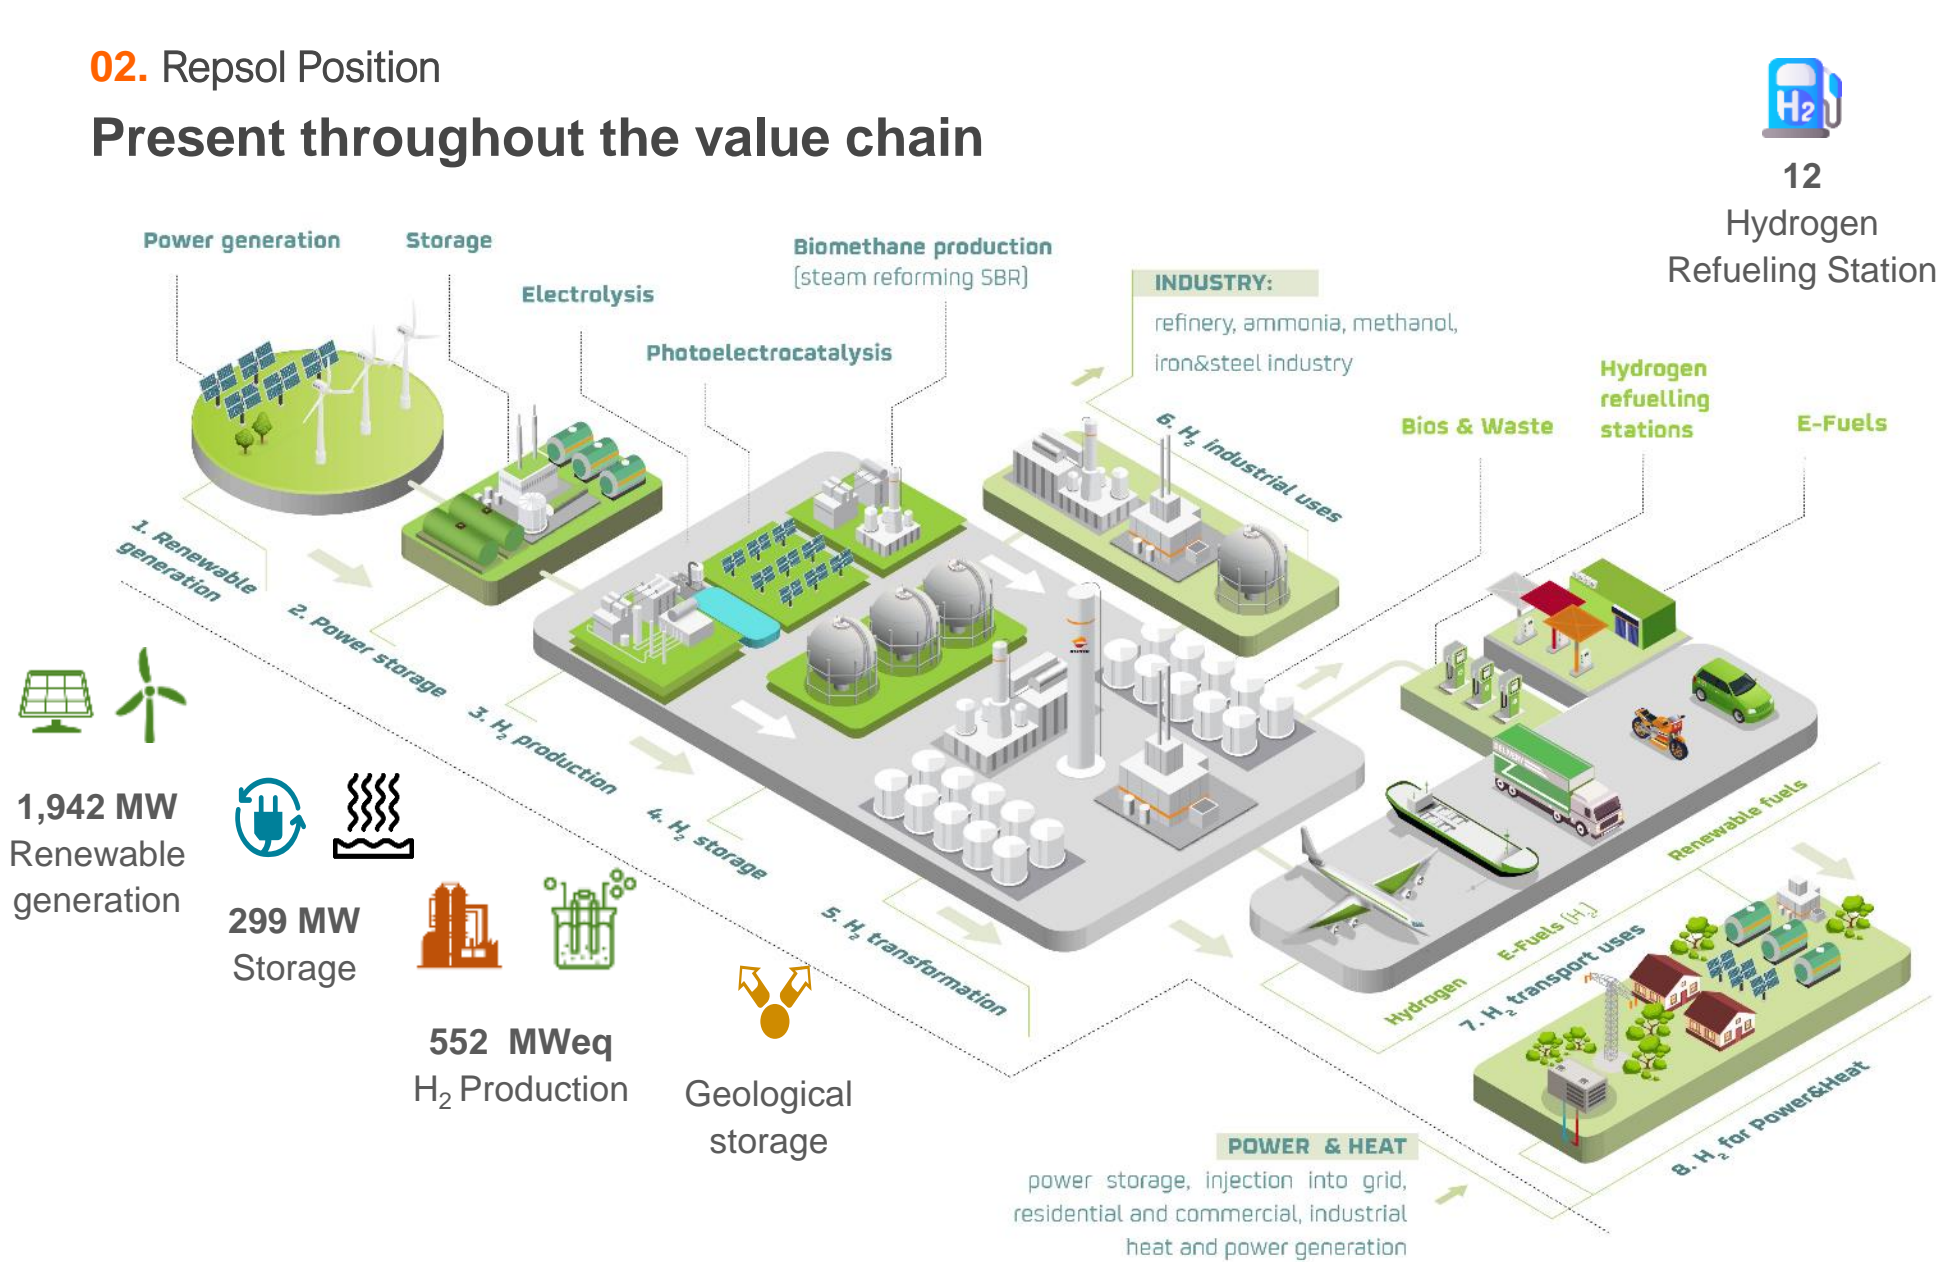 02. Repsol Position
Present throughout the value chain
12
Hydrogen
Refueling Station
Power generation
Storage
Electrolysis
Photoelectrocatalysis
Biomethane production
(steam reforming SBR)
INDUSTRY:
refinery, ammonia, methanol,
iron&steel industry
Bios & Waste
Hydrogen
refuelling
stations
E-Fuels
H2
1. Renewable
generation
2. Power storage
3. H2 production
4. H2 storage
5. H2 transformation
6. H2 industrial uses
Hydrogen
E-Fuels (H2)
Renewable fuels
7. H2 transport uses
8. H2 for Power&Heat
1,942 MW
Renewable
generation
299 MW
Storage
552 MWeq
H2 Production
Geological
storage
POWER & HEAT
power storage, injection into grid,
residential and commercial, industrial
heat and power generation